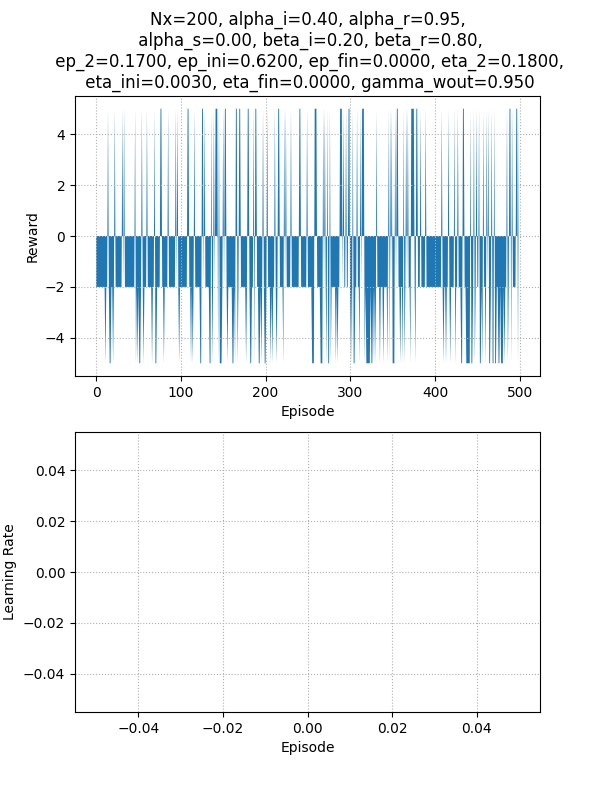 Nx=200, alpha_i=0.40, alpha_r=0.95,
alpha_s=0.00, beta_i=0.20, beta_r=0.80,
ep_2=0.1700, ep_ini=0.6200, ep_fin=0.0000, eta_2=0.1800,
eta_ini=0.0030, eta_fin=0.0000, gamma_wout=0.950
4
2
0
−2
−4
Reward
0 100 200 300 400 500
Episode
0.04
0.02
0.00
−0.02
−0.04
Learning Rate
−0.04 −0.02 0.00 0.02 0.04
Episode